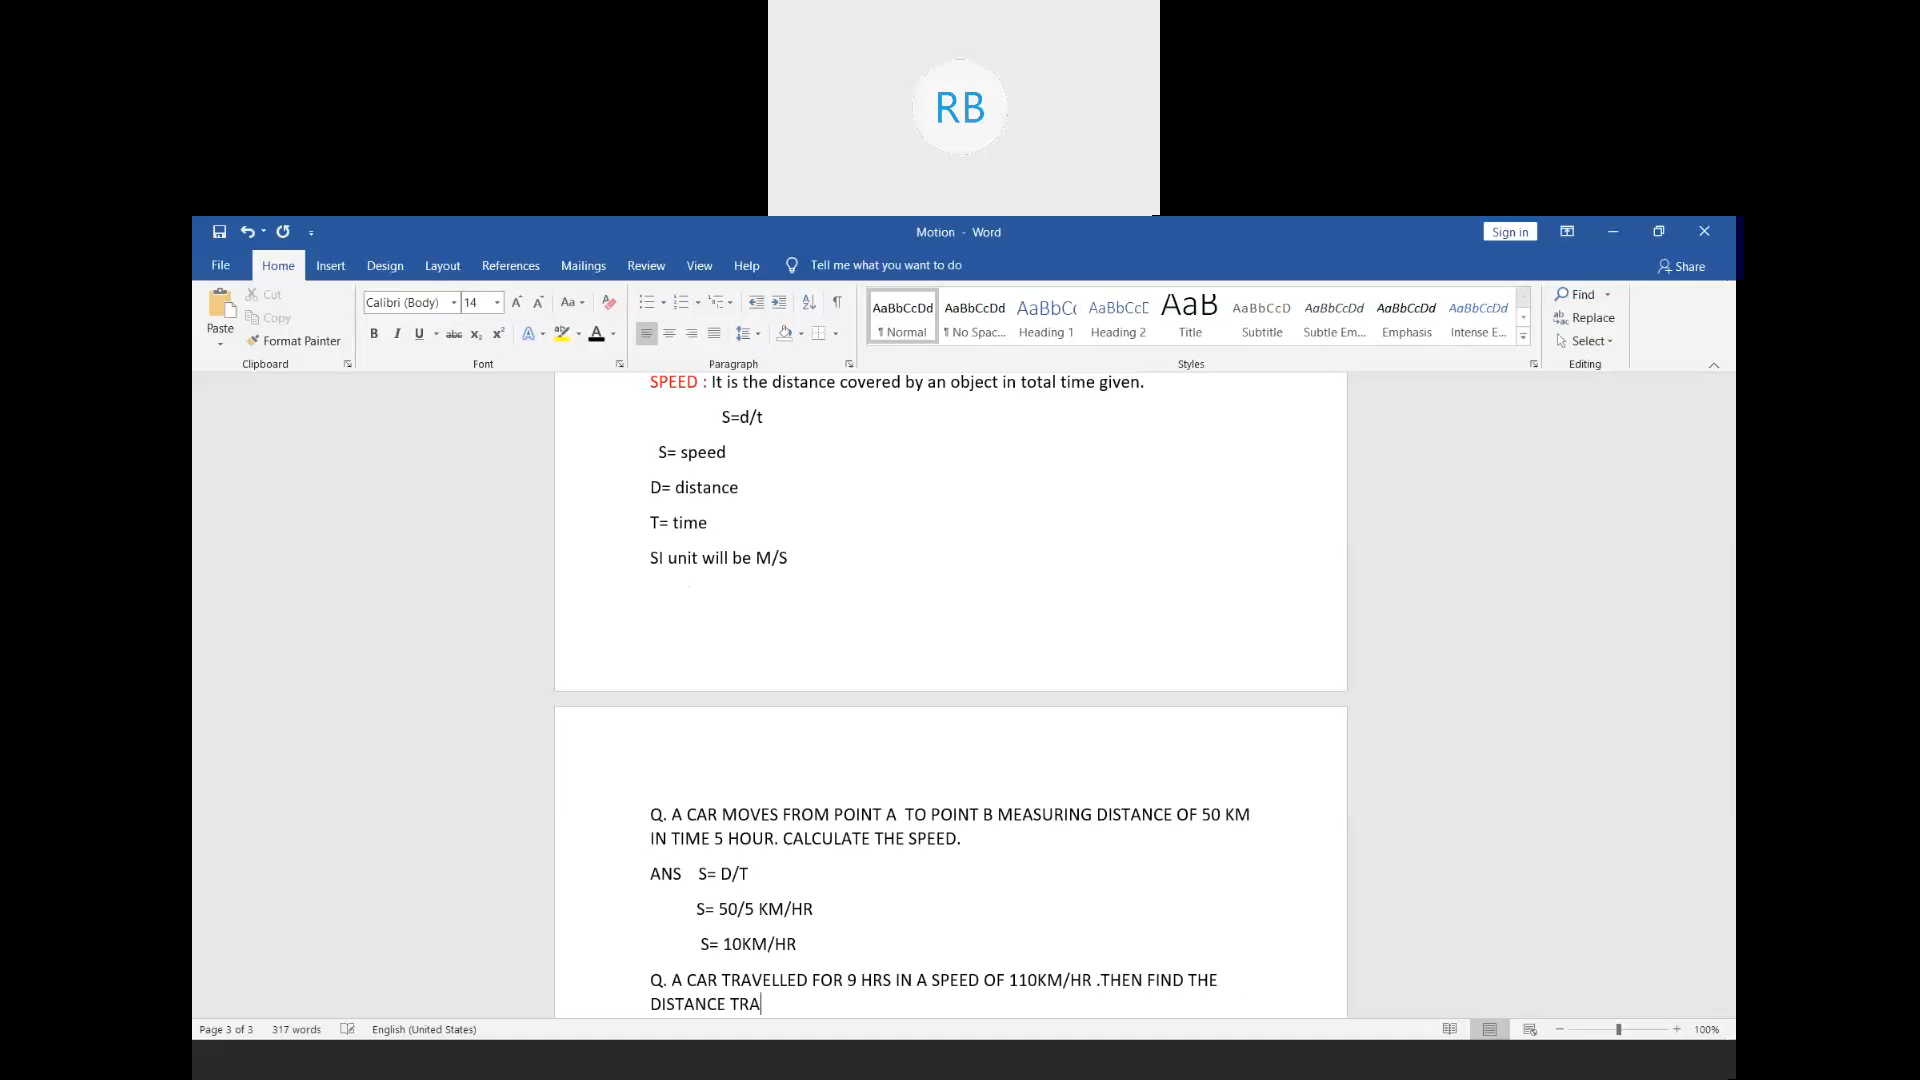 RB
Motion - Word
Sign in
File Home Insert Design Layout References Mailings Review View Help Tell me what you want to do Share
Paste
Cut
Copy
Format Painter
Clipboard
Calibri (Body) 14
Font
Paragraph
AaBbCcDd AaBbCcDd AaBbCc AaBbCcE AaB AaBbCcD AaBbCcDd AaBbCcDd AaBbCcDd
¶ Normal ¶ No Spac... Heading 1 Heading 2 Title Subtitle Subtle Em... Emphasis Intense E...
Styles
Find
Replace
Select
Editing
SPEED : It is the distance covered by an object in total time given.
S=d/t
S= speed
D= distance
T= time
SI unit will be M/S
Q. A CAR MOVES FROM POINT A  TO POINT B MEASURING DISTANCE OF 50 KM
IN TIME 5 HOUR. CALCULATE THE SPEED.
ANS    S= D/T
S= 50/5 KM/HR
S= 10KM/HR
Q. A CAR TRAVELLED FOR 9 HRS IN A SPEED OF 110KM/HR .THEN FIND THE
DISTANCE TRA
Page 3 of 3 317 words English (United States) 100%